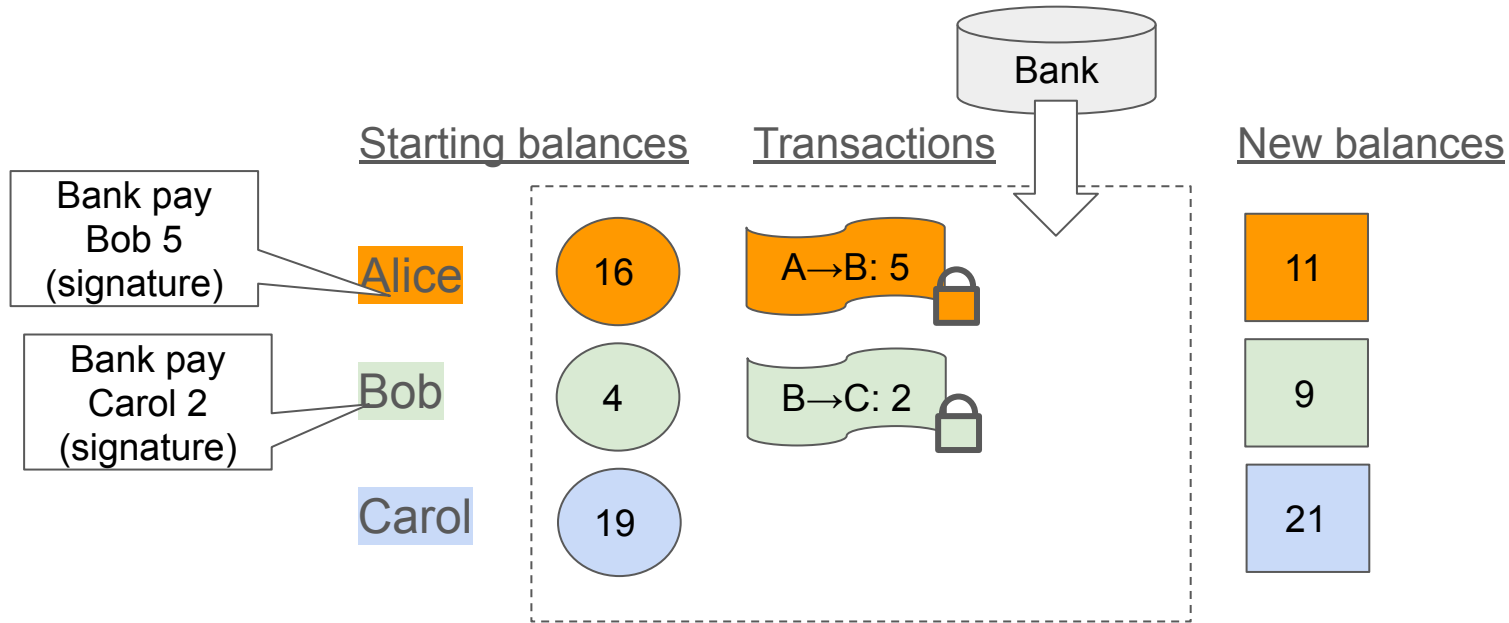 Bank
Starting balances
Transactions
New balances
Bank pay
Bob 5
(signature)
Alice
16
A→B: 5
11
Bank pay
Carol 2
(signature)
Bob
4
B→C: 2
9
Carol
19
21